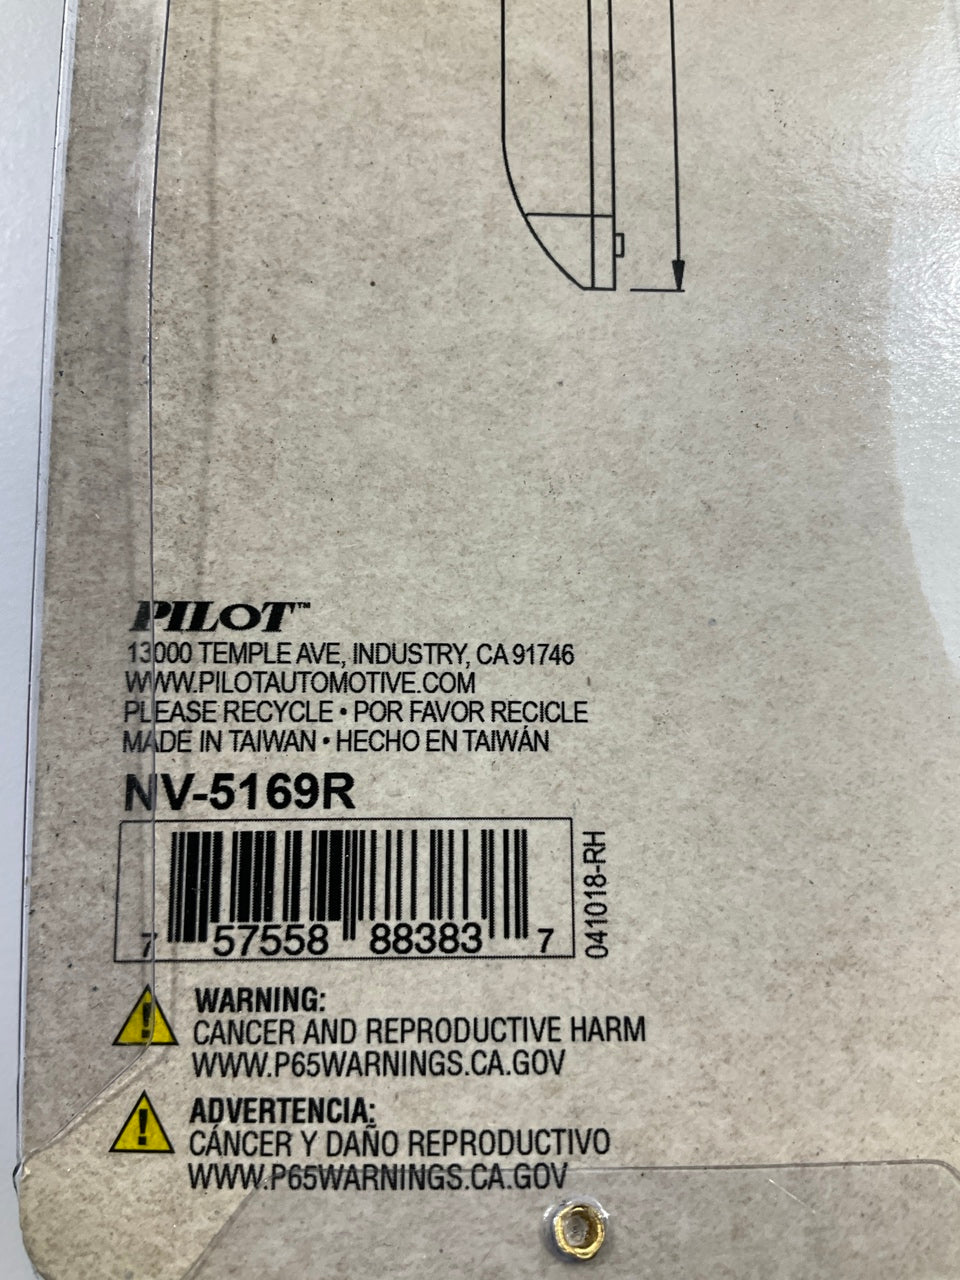 PILOT™
13000 TEMPLE AVE, INDUSTRY, CA 91746
WWW.PILOTAUTOMOTIVE.COM
PLEASE RECYCLE • POR FAVOR RECICLE
MADE IN TAIWAN • HECHO EN TAIWÁN
NV-5169R
7 57558 88383 7
041018-RH
WARNING:
CANCER AND REPRODUCTIVE HARM
WWW.P65WARNINGS.CA.GOV
ADVERTENCIA:
CÁNCER Y DAÑO REPRODUCTIVO
WWW.P65WARNINGS.CA.GOV